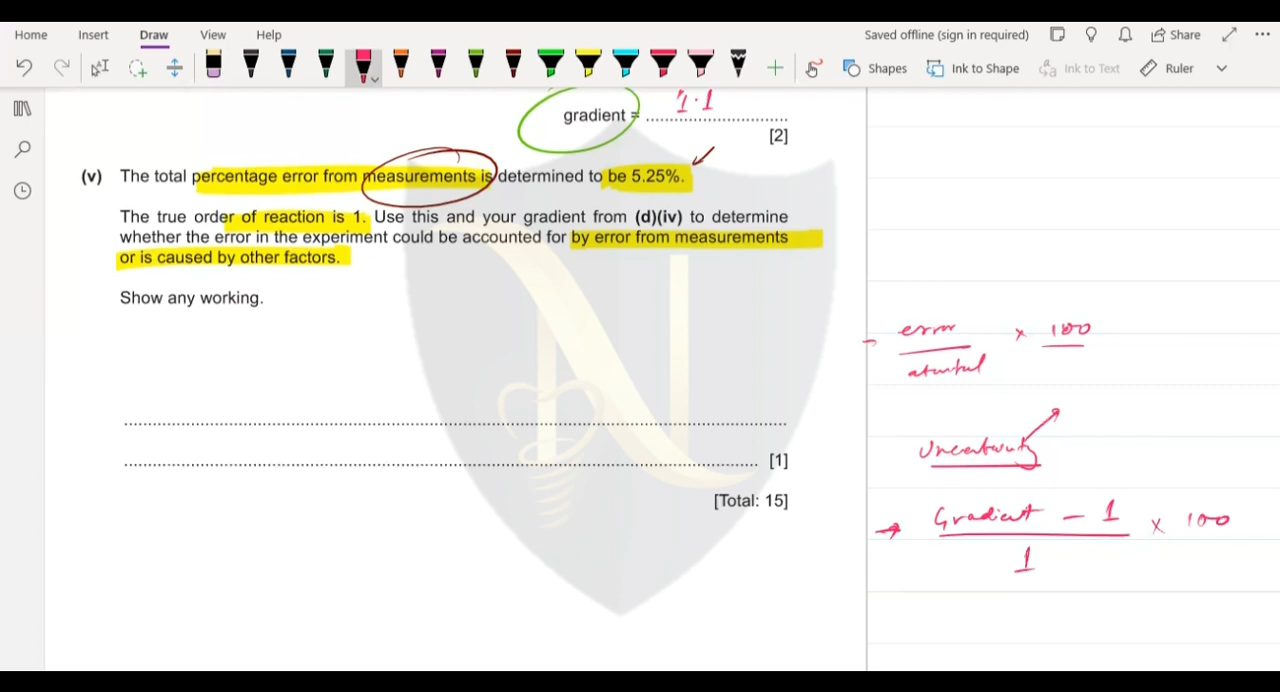 Home Insert Draw View Help
Saved offline (sign in required) Share
Shapes Ink to Shape Ink to Text Ruler
gradient = 1.1
[2]
(v) The total percentage error from measurements is determined to be 5.25%.
The true order of reaction is 1. Use this and your gradient from (d)(iv) to determine
whether the error in the experiment could be accounted for by error from measurements
or is caused by other factors.
Show any working.
[1]
[Total: 15]
error × 100
Uncertainty
Gradient - 1 × 100
1